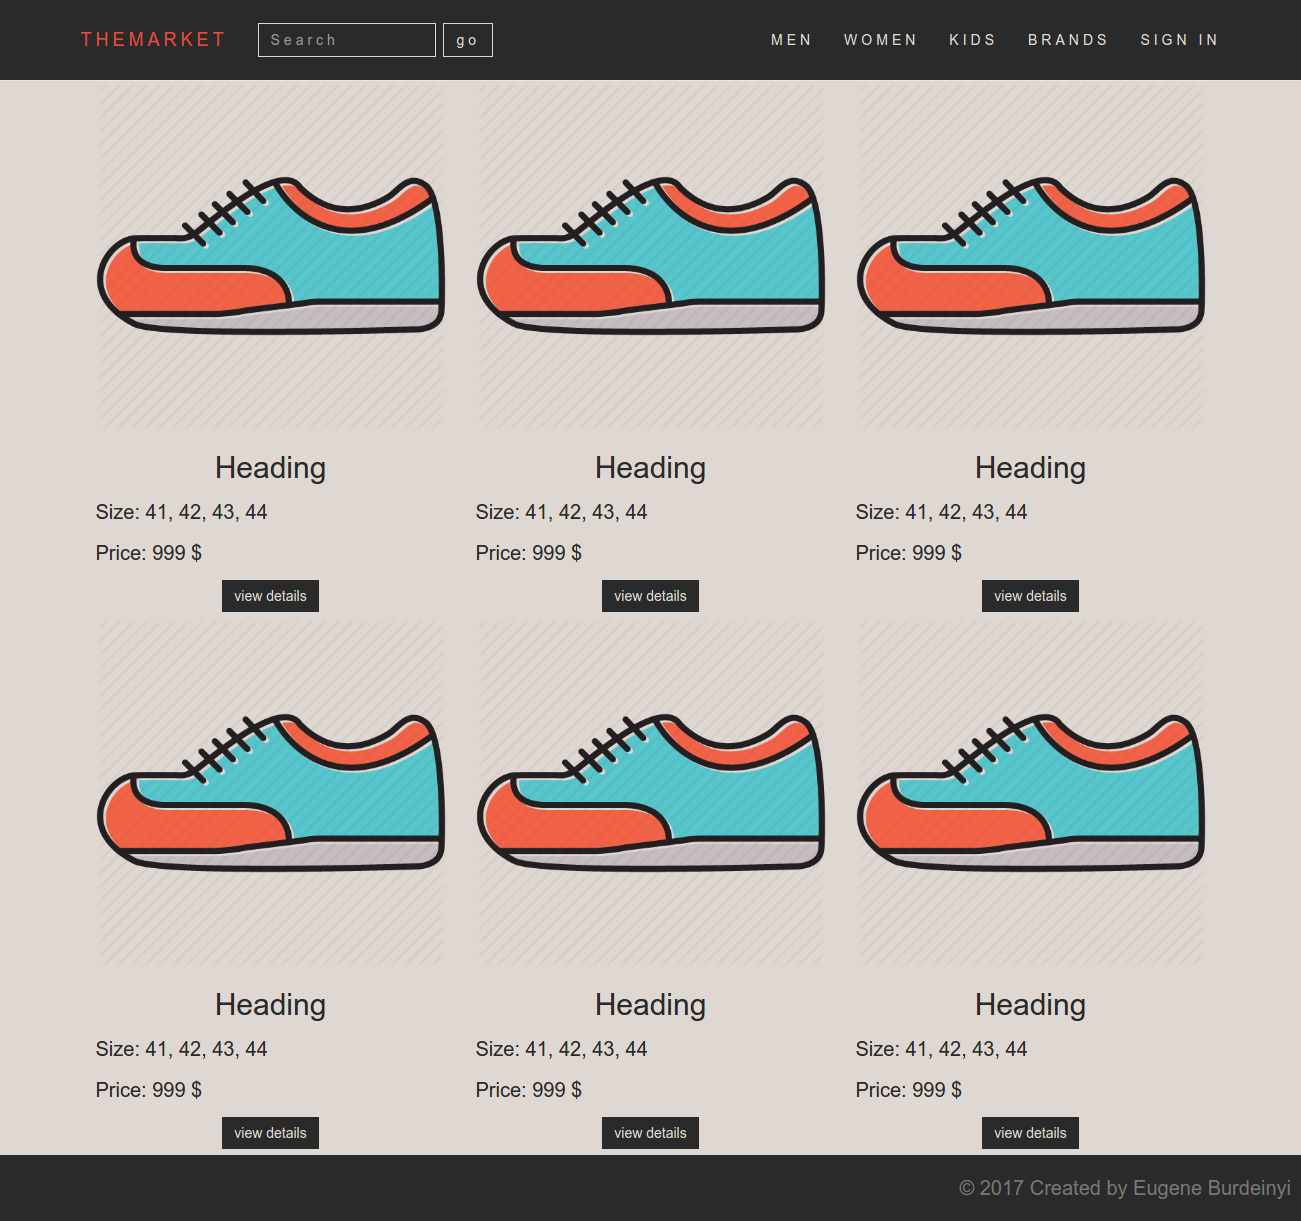 THEMARKET Search go MEN WOMEN KIDS BRANDS SIGN IN
Heading Heading Heading
Size: 41, 42, 43, 44 Size: 41, 42, 43, 44 Size: 41, 42, 43, 44
Price: 999 $ Price: 999 $ Price: 999 $
view details view details view details
Heading Heading Heading
Size: 41, 42, 43, 44 Size: 41, 42, 43, 44 Size: 41, 42, 43, 44
Price: 999 $ Price: 999 $ Price: 999 $
view details view details view details
© 2017 Created by Eugene Burdeinyi